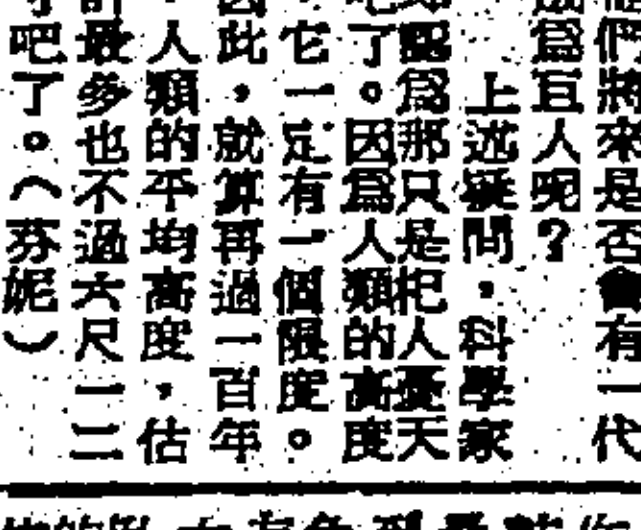 們將來是否會有一代
爲巨人呢？
上述疑問，科學家
認爲那只是杞人憂天
吧了。因爲人類的高度
，它一定有一個限度。
因此，就算再過一百年
，人類的平均高度，估
計最多也不過六尺一二
吋吧了。（芬妮）